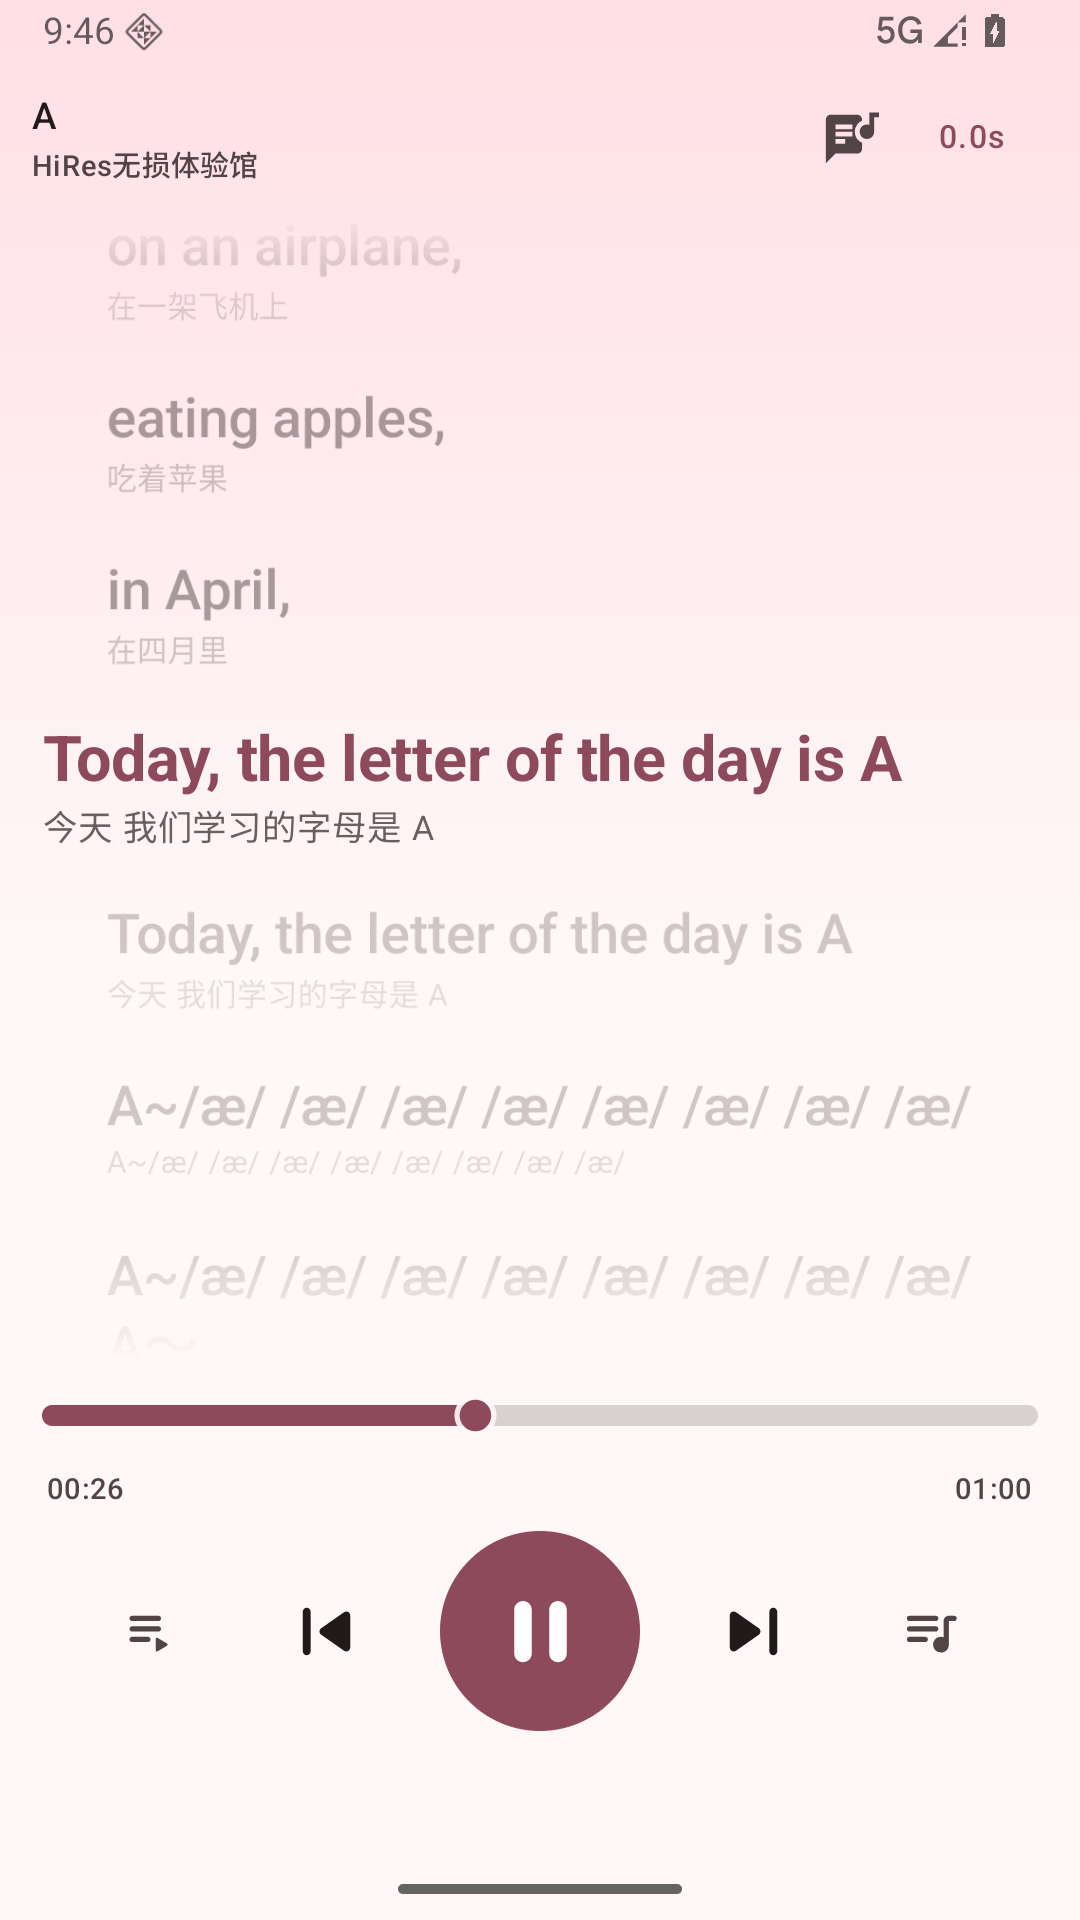 9:46
5G
A
HiRes无损体验馆
0.0s
on an airplane,
在一架飞机上
eating apples,
吃着苹果
in April,
在四月里
Today, the letter of the day is A
今天 我们学习的字母是 A
Today, the letter of the day is A
今天 我们学习的字母是 A
A~/æ/ /æ/ /æ/ /æ/ /æ/ /æ/ /æ/ /æ/
A~/æ/ /æ/ /æ/ /æ/ /æ/ /æ/ /æ/ /æ/
A~/æ/ /æ/ /æ/ /æ/ /æ/ /æ/ /æ/ /æ/
A～
00:26
01:00